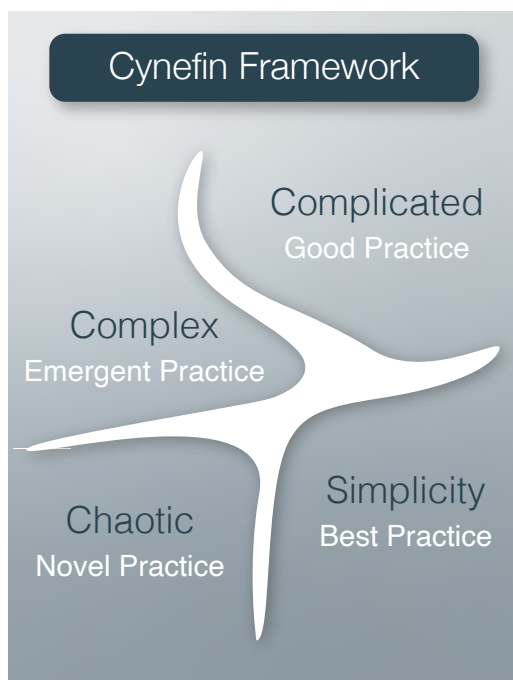 Cynefin Framework
Complicated
Good Practice
Complex
Emergent Practice
Simplicity
Best Practice
Chaotic
Novel Practice